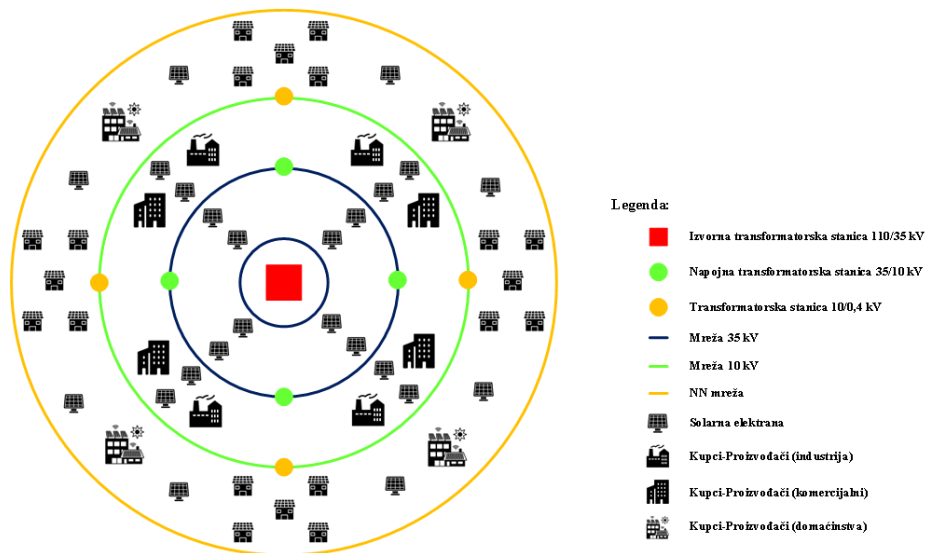 Legenda:
Izvorna transformatorska stanica 110/35 kV
Napojna transformatorska stanica 35/10 kV
Transformatorska stanica 10/0,4 kV
Mreža 35 kV
Mreža 10 kV
NN mreža
Solarna elektrana
Kupci-Proizvođači (industrija)
Kupci-Proizvođači (komercijalni)
Kupci-Proizvođači (domaćinstva)